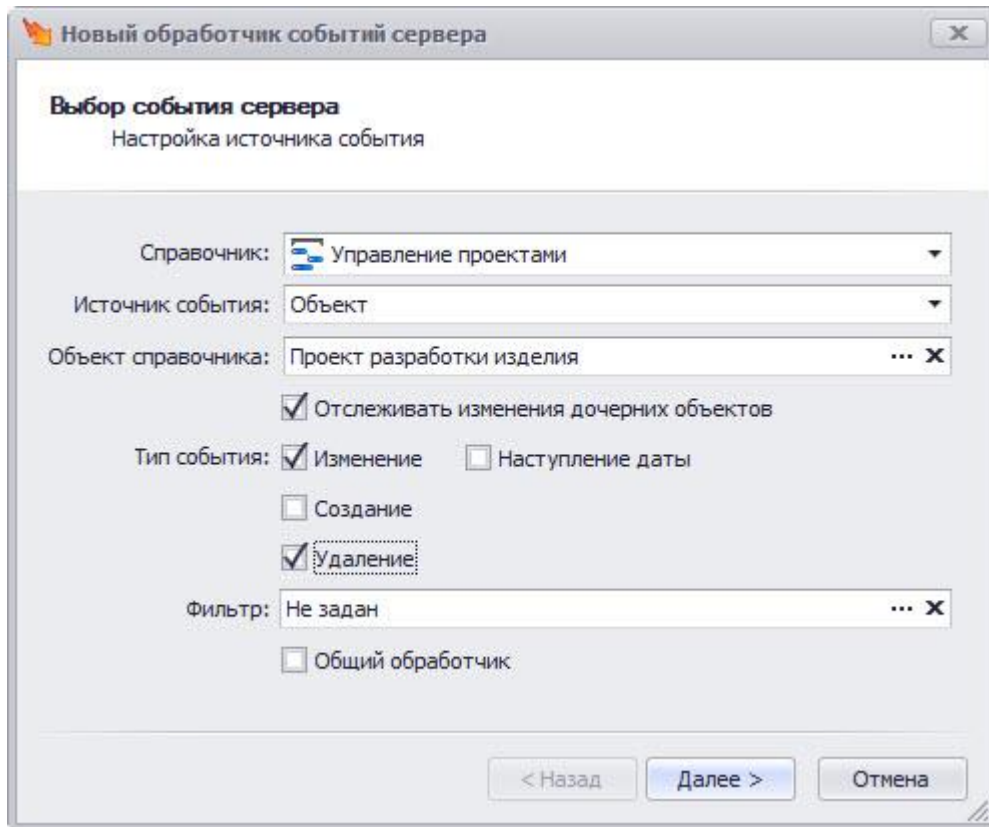 Новый обработчик событий сервера
Выбор события сервера
Настройка источника события
Справочник: Управление проектами
Источник события: Объект
Объект справочника: Проект разработки изделия ... x
Отслеживать изменения дочерних объектов
Тип события: Изменение Наступление даты
Создание
Удаление
Фильтр: Не задан ... x
Общий обработчик
< Назад Далее > Отмена